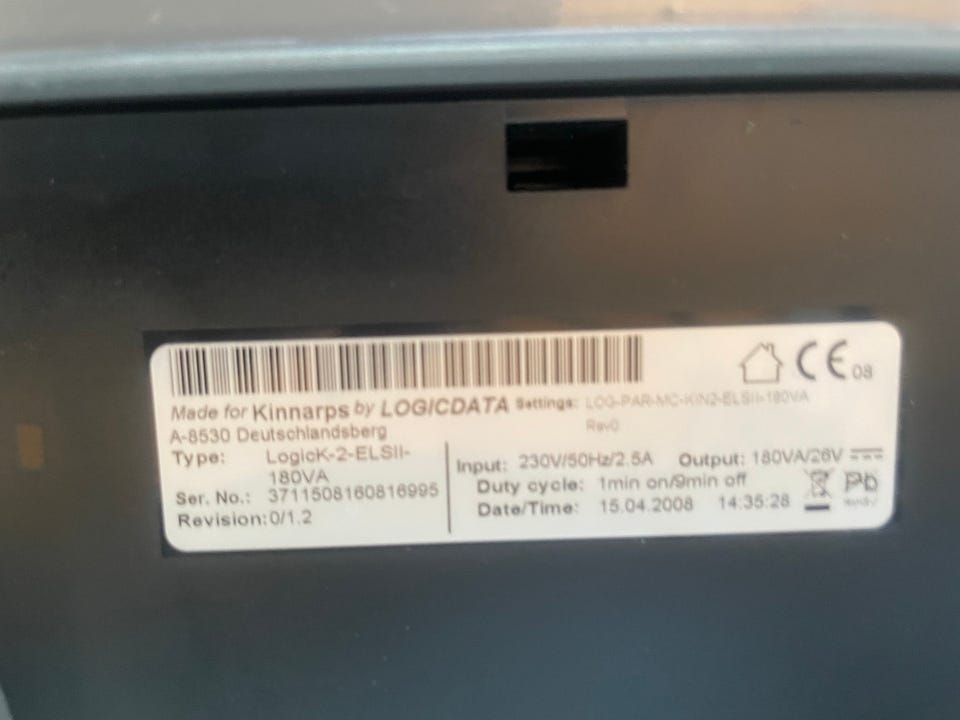 CE 08
Made for Kinnarps by LOGICDATA Settings: LOG-PAR-MC-KIN2-ELSII-180VA
Rev0
A-8530 Deutschlandsberg
Type: LogicK-2-ELSII-
180VA
Ser. No.: 3711508160816995
Revision: 0/1.2
Input: 230V/50Hz/2.5A Output: 180VA/26V
Duty cycle: 1min on/9min off
Date/Time: 15.04.2008 14:35:28
Pb